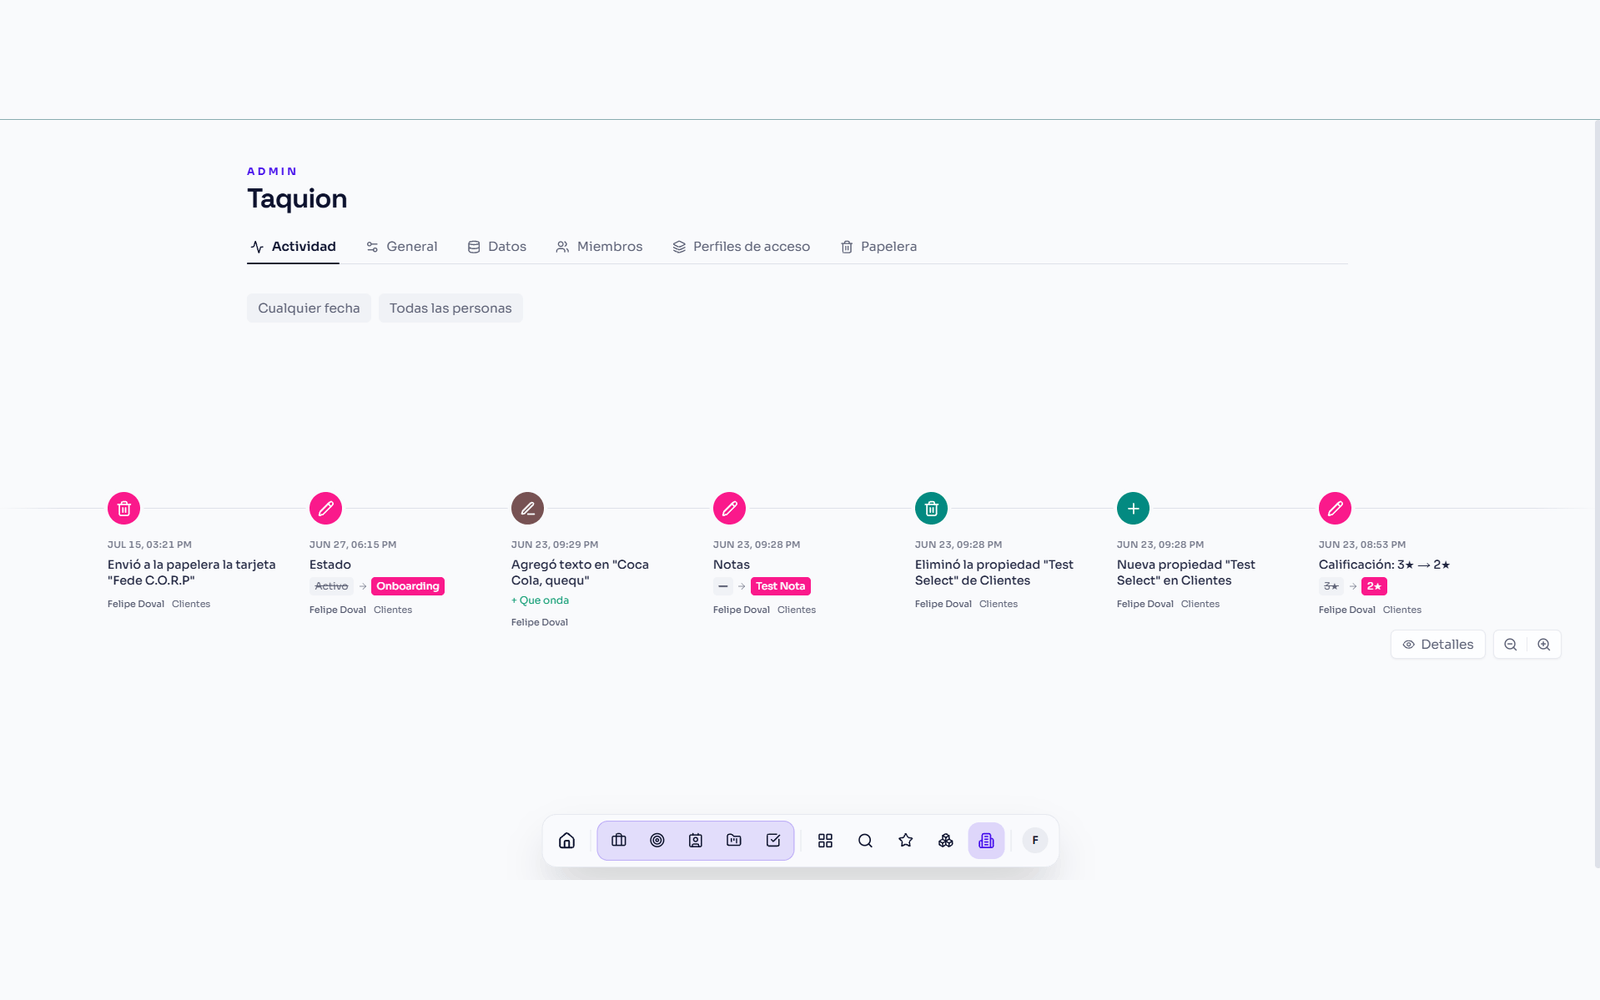 ADMIN
Taquion
Actividad General Datos Miembros Perfiles de acceso Papelera
Cualquier fecha Todas las personas
JUL 15, 03:21 PM
Envió a la papelera la tarjeta
"Fede C.O.R.P"
Felipe Doval Clientes
JUN 27, 06:15 PM
Estado
Activo → Onboarding
Felipe Doval Clientes
JUN 23, 09:29 PM
Agregó texto en "Coca
Cola, quequ"
+ Que onda
Felipe Doval
JUN 23, 09:28 PM
Notas
— → Test Nota
Felipe Doval Clientes
JUN 23, 09:28 PM
Eliminó la propiedad "Test
Select" de Clientes
Felipe Doval Clientes
JUN 23, 09:28 PM
Nueva propiedad "Test
Select" en Clientes
Felipe Doval Clientes
JUN 23, 08:53 PM
Calificación: 3★ → 2★
3★ → 2★
Felipe Doval Clientes
Detalles
F